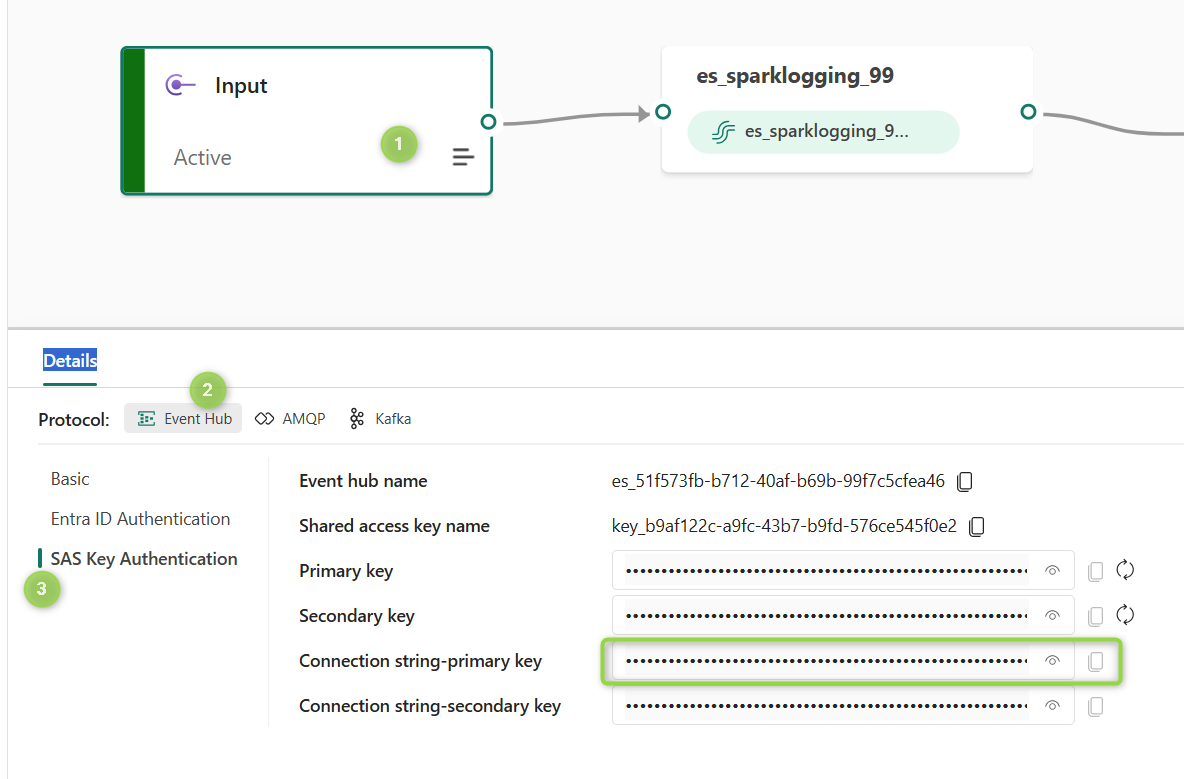 Input
Active
1
es_sparklogging_99
es_sparklogging_9...
Details
2
Protocol: Event Hub AMQP Kafka
Basic
Entra ID Authentication
SAS Key Authentication
3
Event hub name es_51f573fb-b712-40af-b69b-99f7c5cfea46
Shared access key name key_b9af122c-a9fc-43b7-b9fd-576ce545f0e2
Primary key
Secondary key
Connection string-primary key
Connection string-secondary key